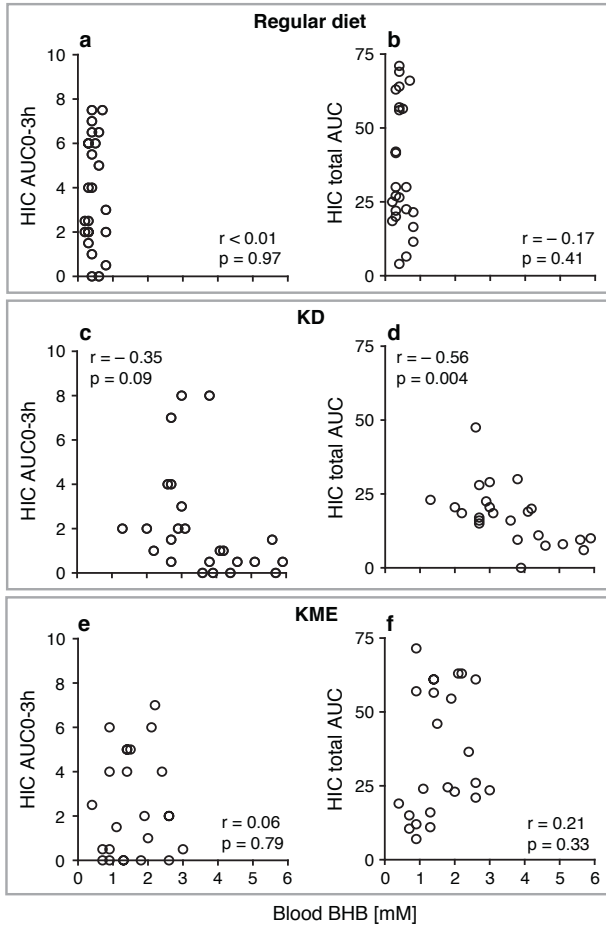 Regular diet
a
10
8
6
4
2
0
HIC AUC0-3h
r < 0.01
p = 0.97
b
75
50
25
0
HIC total AUC
r = – 0.17
p = 0.41
KD
c
r = – 0.35
p = 0.09
10
8
6
4
2
0
HIC AUC0-3h
d
r = – 0.56
p = 0.004
75
50
25
0
HIC total AUC
KME
e
10
8
6
4
2
0
HIC AUC0-3h
r = 0.06
p = 0.79
0 1 2 3 4 5 6
f
75
50
25
0
HIC total AUC
r = 0.21
p = 0.33
0 1 2 3 4 5 6
Blood BHB [mM]